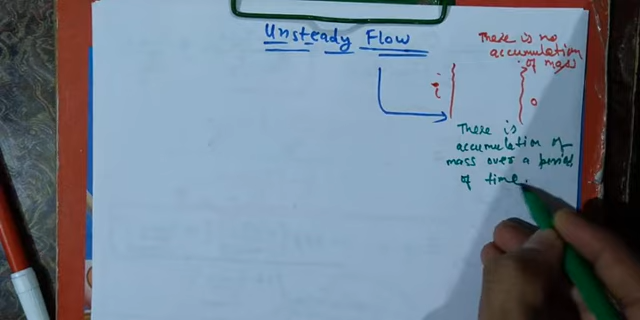 Unsteady Flow
There is no
accumulation
of mass
i
o
There is
accumulation of
mass over a period
of time.